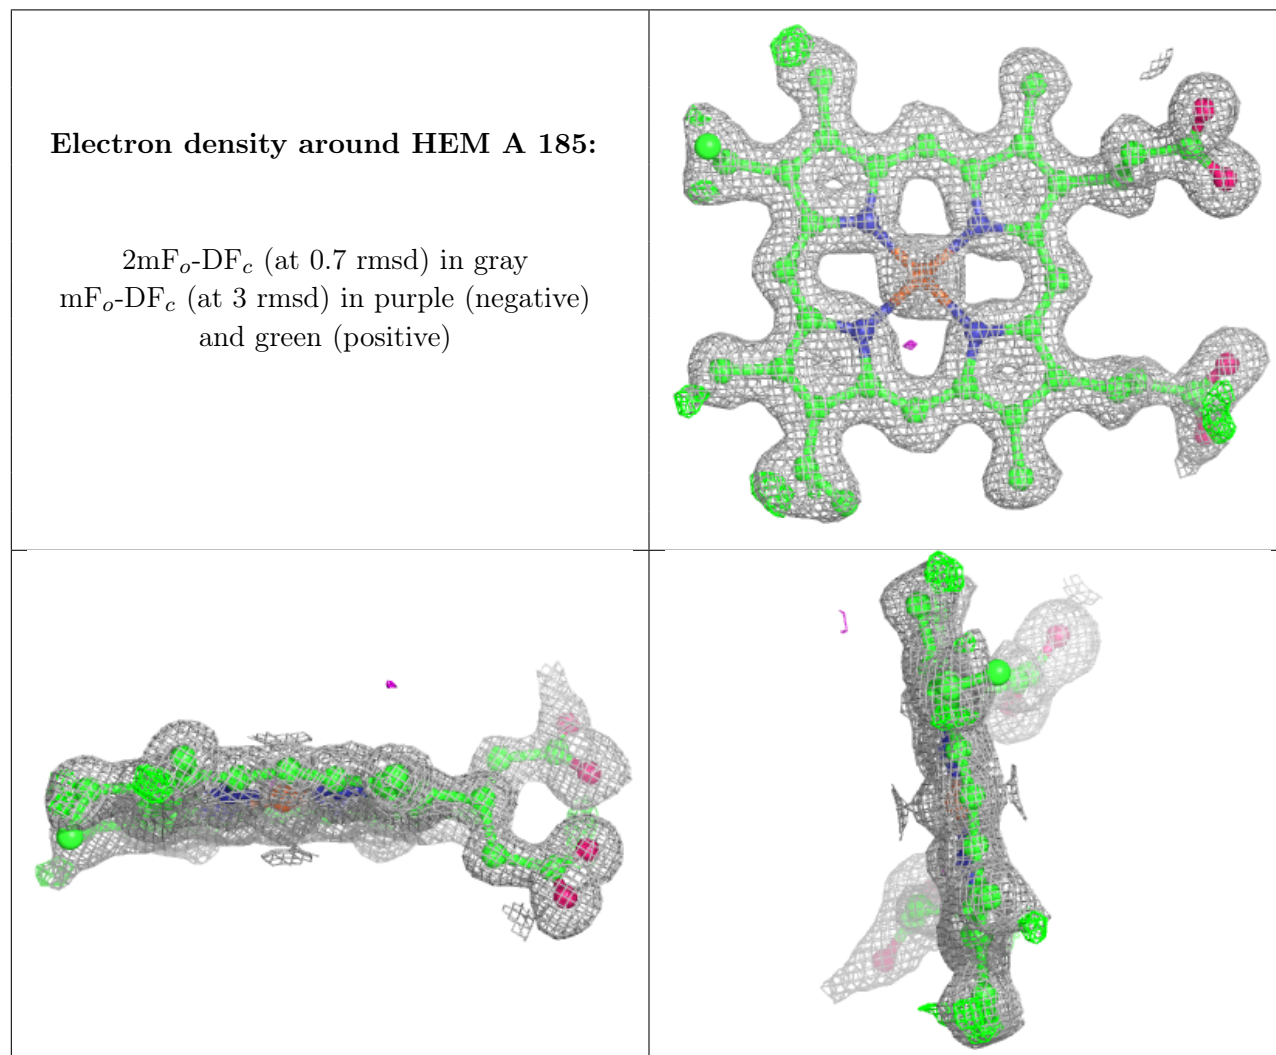 Electron density around HEM A 185:
2mFₒ-DF𝒸 (at 0.7 rmsd) in gray
mFₒ-DF𝒸 (at 3 rmsd) in purple (negative)
and green (positive)